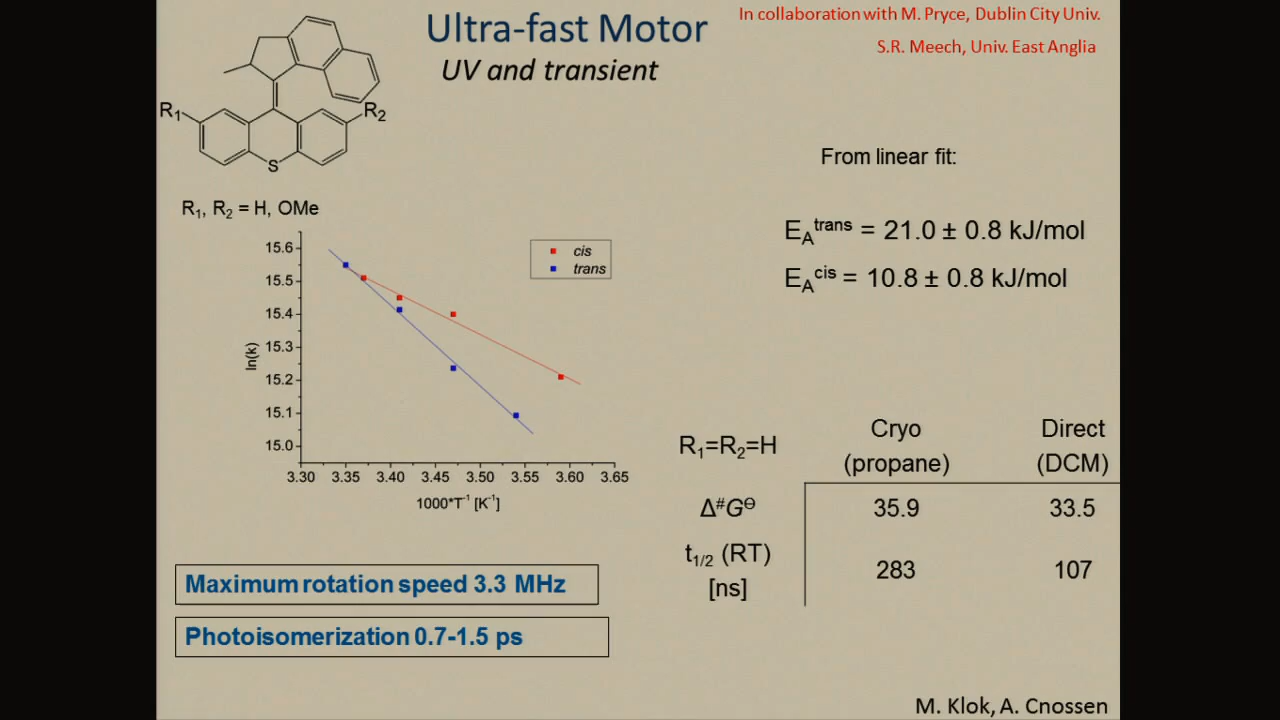 Ultra-fast Motor
UV and transient
In collaboration with M. Pryce, Dublin City Univ.
S.R. Meech, Univ. East Anglia
R₁
R₂
S
R₁, R₂ = H, OMe
From linear fit:
E_A^trans = 21.0 ± 0.8 kJ/mol
E_A^cis = 10.8 ± 0.8 kJ/mol
cis
trans
ln(k)
15.6
15.5
15.4
15.3
15.2
15.1
15.0
3.30 3.35 3.40 3.45 3.50 3.55 3.60 3.65
1000*T⁻¹ [K⁻¹]
R₁=R₂=H
Cryo (propane)
Direct (DCM)
Δ^#G^⊖ 35.9 33.5
t₁/₂ (RT) [ns] 283 107
Maximum rotation speed 3.3 MHz
Photoisomerization 0.7-1.5 ps
M. Klok, A. Cnossen